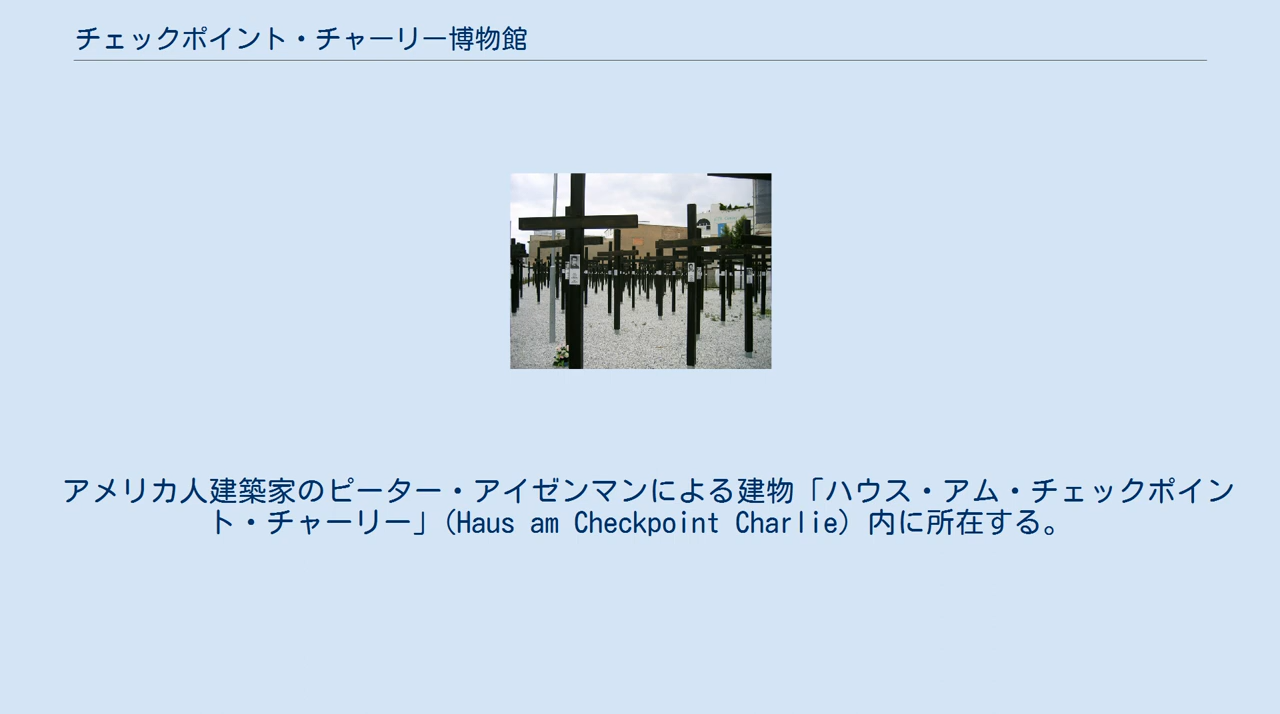 チェックポイント・チャーリー博物館
アメリカ人建築家のピーター・アイゼンマンによる建物「ハウス・アム・チェックポイン
ト・チャーリー」(Haus am Checkpoint Charlie) 内に所在する。